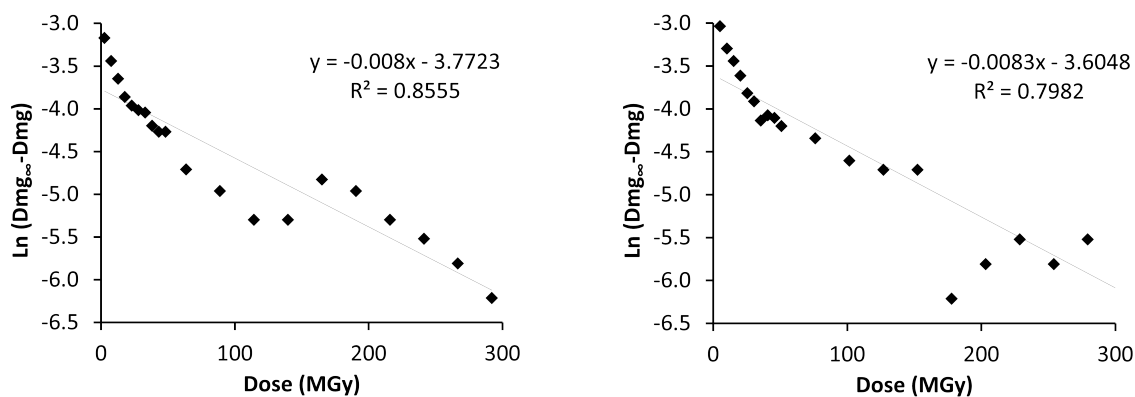 -3.0
-3.5
-4.0
-4.5
-5.0
-5.5
-6.0
-6.5
Ln (Dmg∞-Dmg)
y = -0.008x - 3.7723
R² = 0.8555
0 100 200 300
Dose (MGy)
-3.0
-3.5
-4.0
-4.5
-5.0
-5.5
-6.0
-6.5
Ln (Dmg∞-Dmg)
y = -0.0083x - 3.6048
R² = 0.7982
0 100 200 300
Dose (MGy)